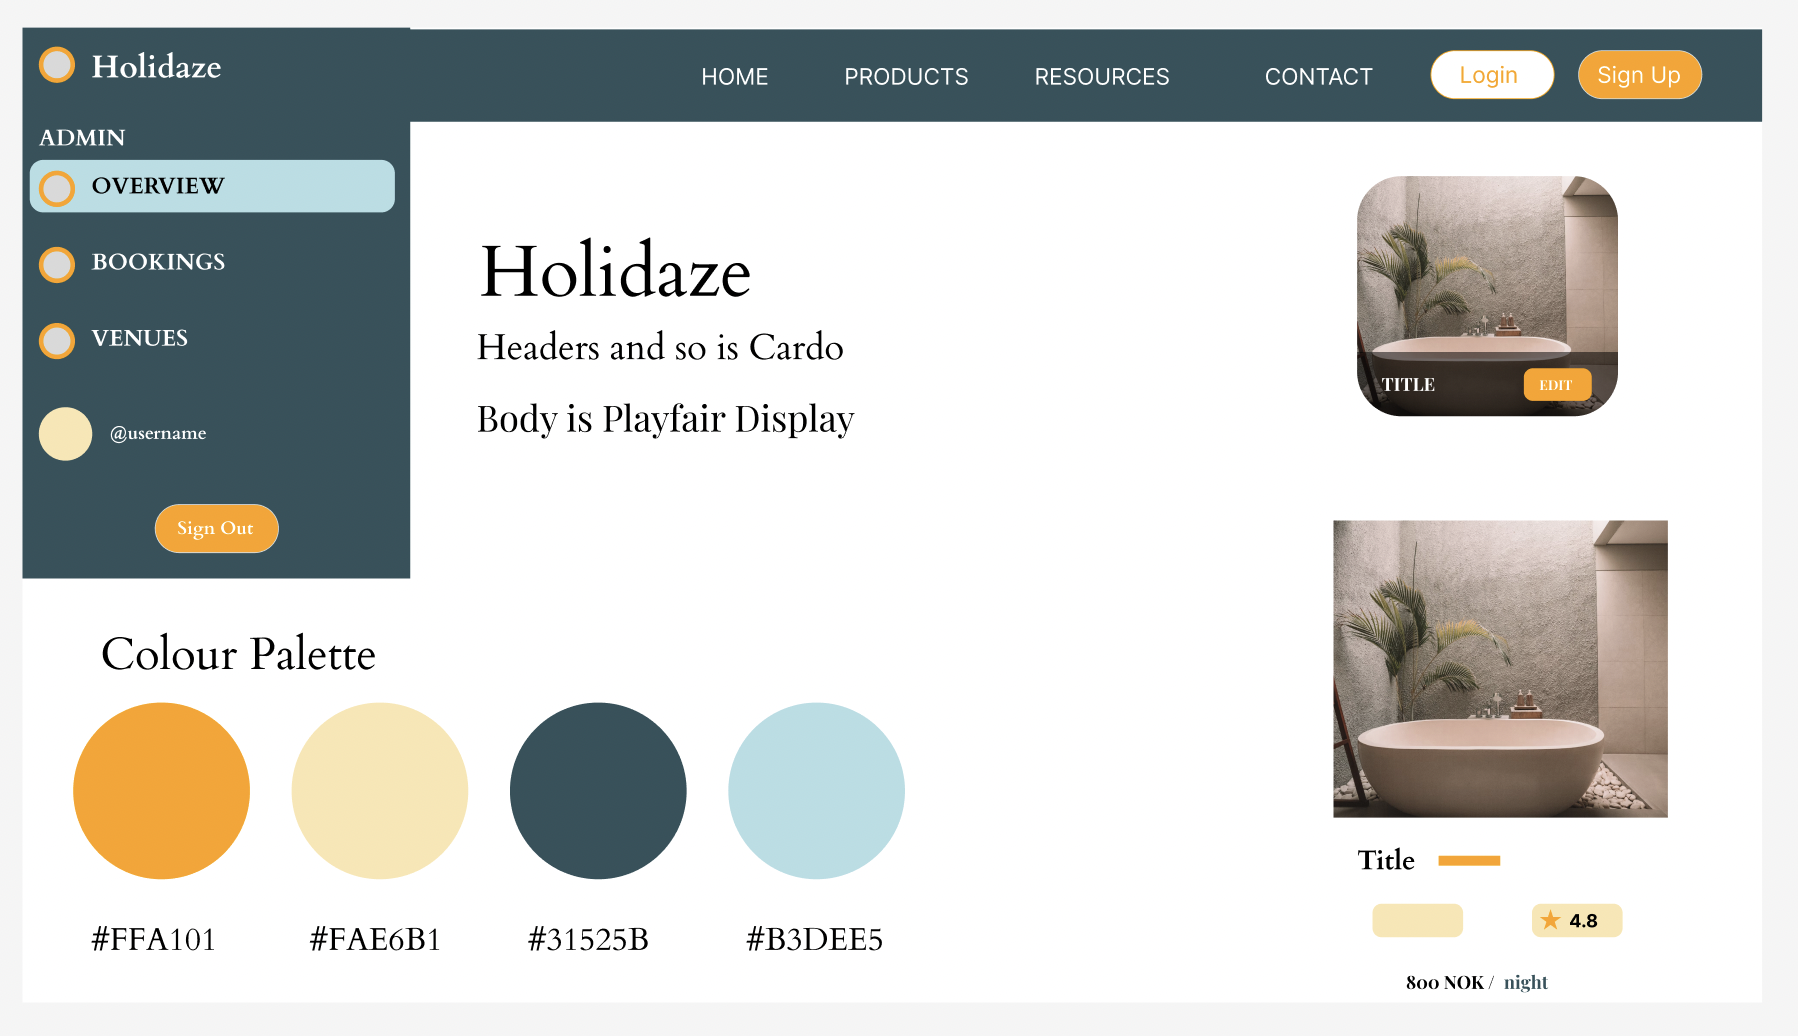 Holidaze
HOME PRODUCTS RESOURCES CONTACT Login Sign Up
ADMIN
OVERVIEW
BOOKINGS
VENUES
@username
Sign Out
Holidaze
Headers and so is Cardo
Body is Playfair Display
TITLE EDIT
Colour Palette
#FFA101 #FAE6B1 #31525B #B3DEE5
Title
4.8
800 NOK / night